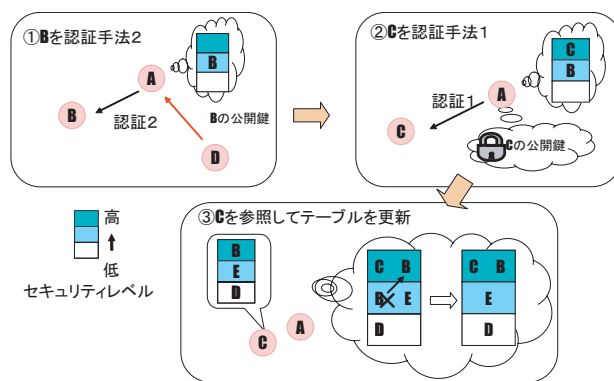 ①Bを認証手法2
B
A
B
認証2
Bの公開鍵
D
②Cを認証手法1
C
B
認証1
A
C
Cの公開鍵
高
低
セキュリティレベル
③Cを参照してテーブルを更新
B
E
D
C
A
C B
B E
D
C B
E
D